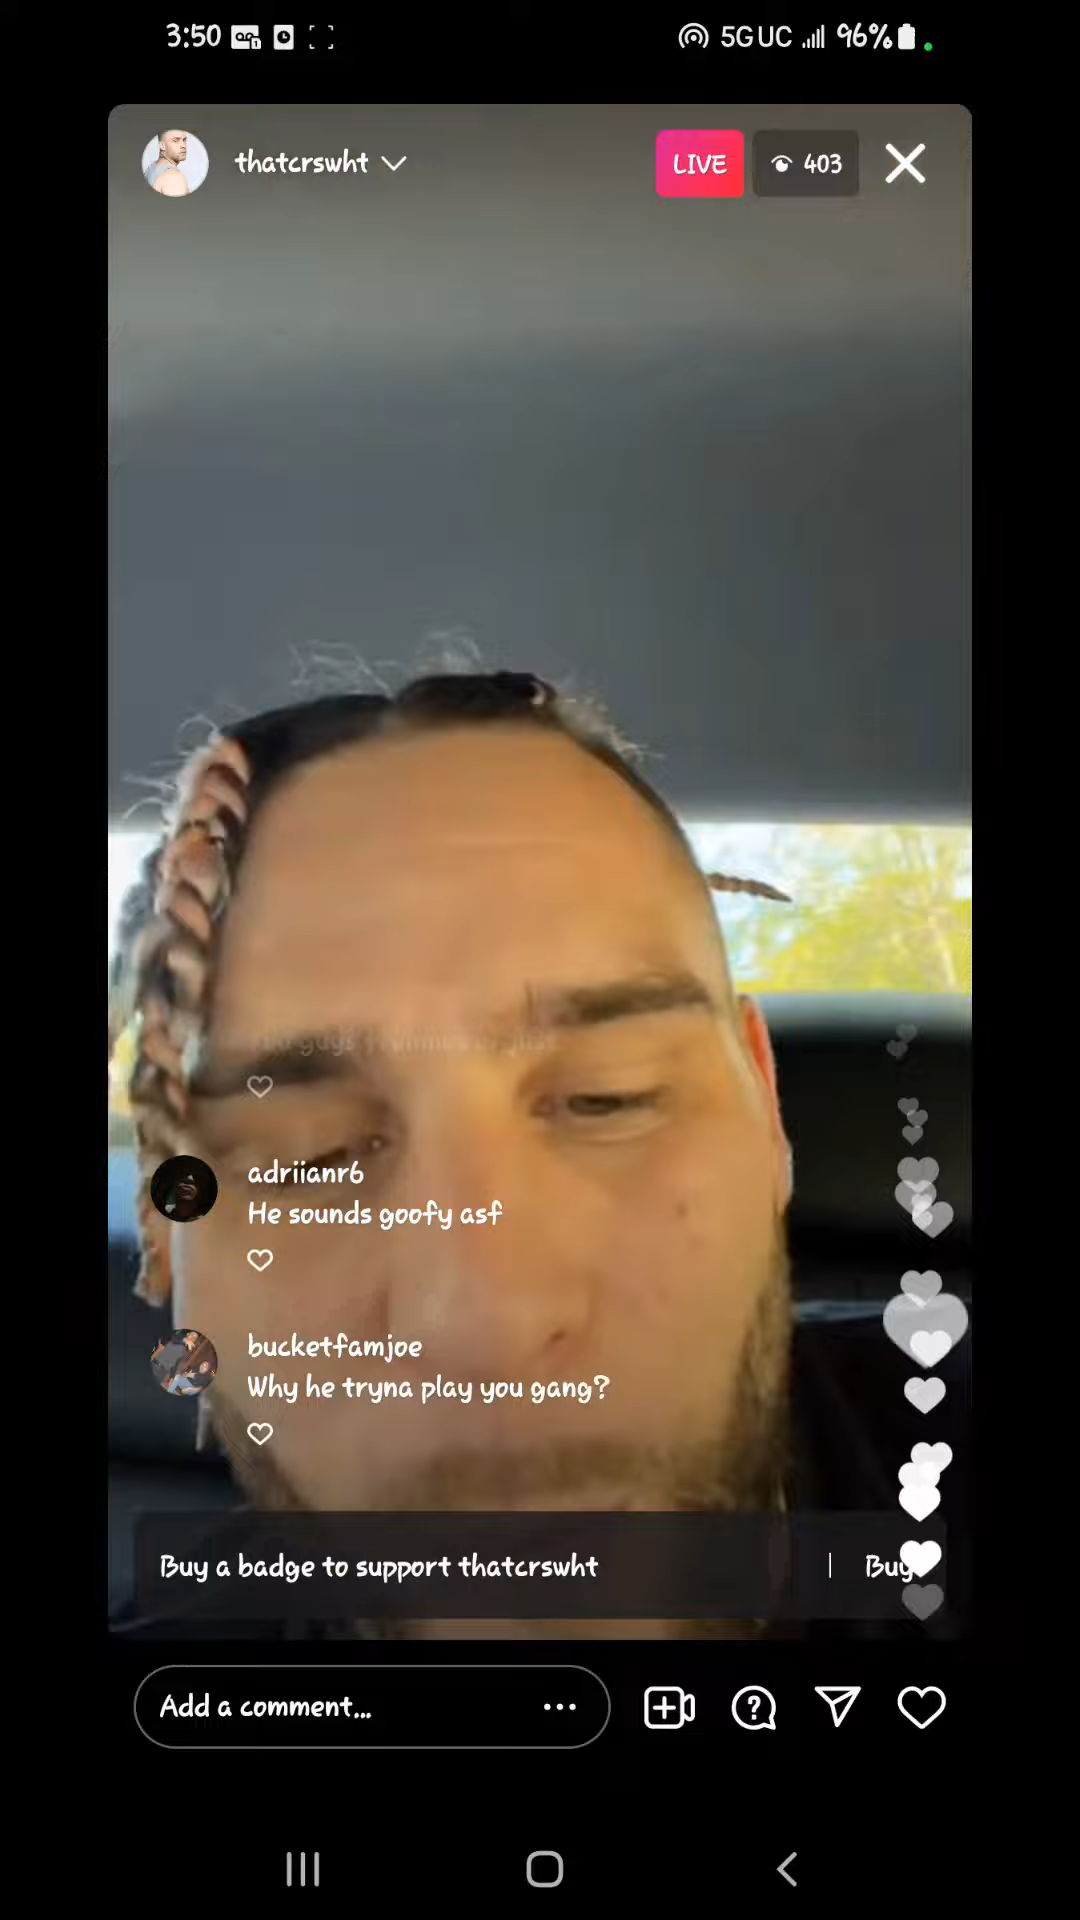 3:50
5G UC 96%
thatcrswht
LIVE
403
adriianr6
He sounds goofy asf
bucketfamjoe
Why he tryna play you gang?
Buy a badge to support thatcrswht
Buy
Add a comment...